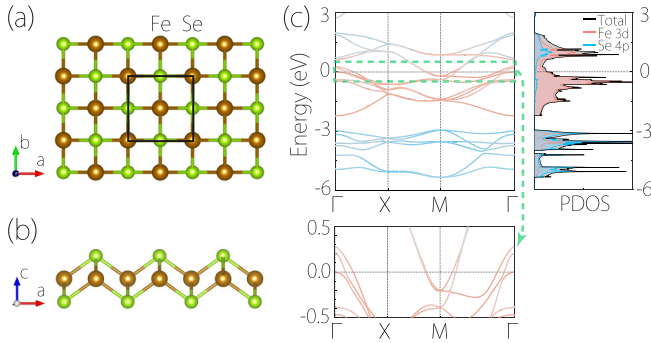 (a)
Fe Se
b
a
(b)
c
a
(c)
Energy (eV)
3
0
-3
-6
Γ X M Γ
Total
Fe 3d
Se 4p
3
0
-3
-6
PDOS
0.5
0.0
-0.5
Γ X M Γ